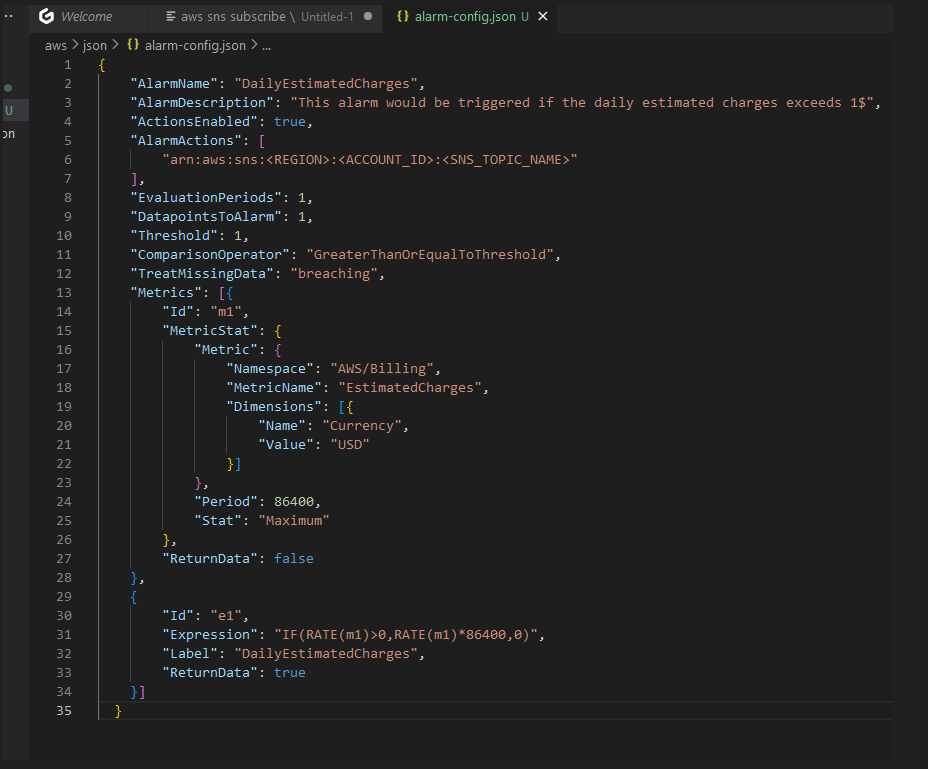 Welcome
aws sns subscribe \ Untitled-1
{} alarm-config.json U
aws > json > {} alarm-config.json > ...
U
on
1 {
2 "AlarmName": "DailyEstimatedCharges",
3 "AlarmDescription": "This alarm would be triggered if the daily estimated charges exceeds 1$",
4 "ActionsEnabled": true,
5 "AlarmActions": [
6 "arn:aws:sns:<REGION>:<ACCOUNT_ID>:<SNS_TOPIC_NAME>"
7 ],
8 "EvaluationPeriods": 1,
9 "DatapointsToAlarm": 1,
10 "Threshold": 1,
11 "ComparisonOperator": "GreaterThanOrEqualToThreshold",
12 "TreatMissingData": "breaching",
13 "Metrics": [{
14 "Id": "m1",
15 "MetricStat": {
16 "Metric": {
17 "Namespace": "AWS/Billing",
18 "MetricName": "EstimatedCharges",
19 "Dimensions": [{
20 "Name": "Currency",
21 "Value": "USD"
22 }]
23 },
24 "Period": 86400,
25 "Stat": "Maximum"
26 },
27 "ReturnData": false
28 },
29 {
30 "Id": "e1",
31 "Expression": "IF(RATE(m1)>0,RATE(m1)*86400,0)",
32 "Label": "DailyEstimatedCharges",
33 "ReturnData": true
34 }]
35 }